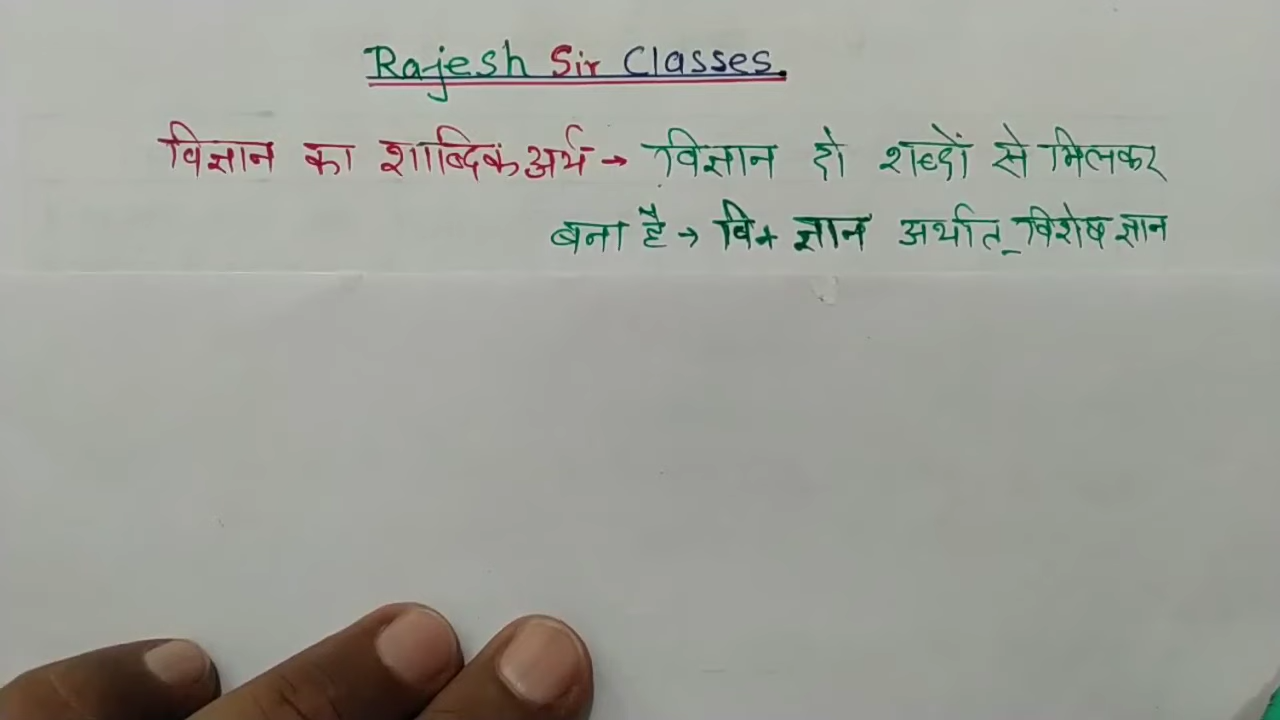 Rajesh Sir Classes.
विज्ञान का शाब्दिक अर्थ → विज्ञान दो शब्दों से मिलकर
बना है → वि + ज्ञान अर्थात् विशेष ज्ञान